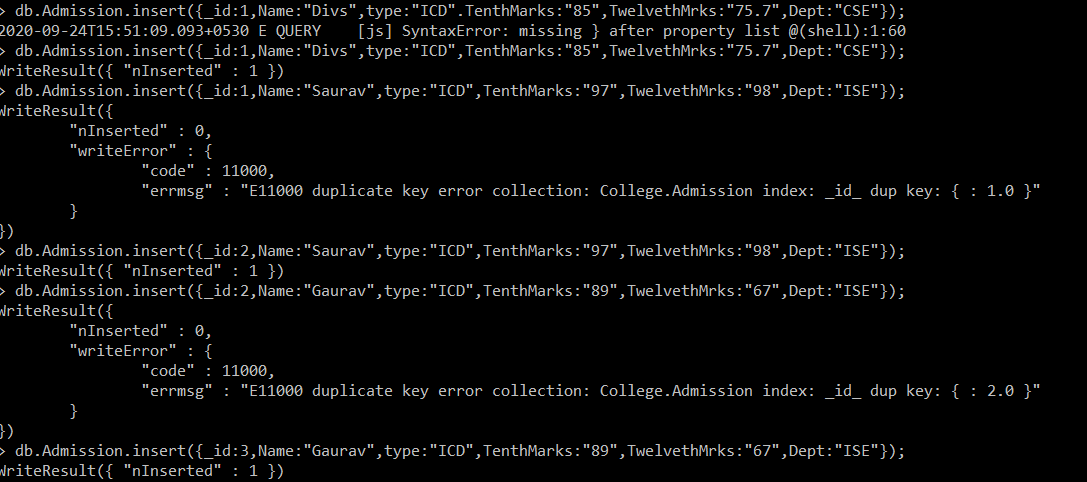 > db.Admission.insert({_id:1,Name:"Divs",type:"ICD".TenthMarks:"85",TwelvethMrks:"75.7",Dept:"CSE"});
2020-09-24T15:51:09.093+0530 E QUERY    [js] SyntaxError: missing } after property list @(shell):1:60
> db.Admission.insert({_id:1,Name:"Divs",type:"ICD",TenthMarks:"85",TwelvethMrks:"75.7",Dept:"CSE"});
WriteResult({ "nInserted" : 1 })
> db.Admission.insert({_id:1,Name:"Saurav",type:"ICD",TenthMarks:"97",TwelvethMrks:"98",Dept:"ISE"});
WriteResult({
        "nInserted" : 0,
        "writeError" : {
                "code" : 11000,
                "errmsg" : "E11000 duplicate key error collection: College.Admission index: _id_ dup key: { : 1.0 }"
        }
})
> db.Admission.insert({_id:2,Name:"Saurav",type:"ICD",TenthMarks:"97",TwelvethMrks:"98",Dept:"ISE"});
WriteResult({ "nInserted" : 1 })
> db.Admission.insert({_id:2,Name:"Gaurav",type:"ICD",TenthMarks:"89",TwelvethMrks:"67",Dept:"ISE"});
WriteResult({
        "nInserted" : 0,
        "writeError" : {
                "code" : 11000,
                "errmsg" : "E11000 duplicate key error collection: College.Admission index: _id_ dup key: { : 2.0 }"
        }
})
> db.Admission.insert({_id:3,Name:"Gaurav",type:"ICD",TenthMarks:"89",TwelvethMrks:"67",Dept:"ISE"});
WriteResult({ "nInserted" : 1 })